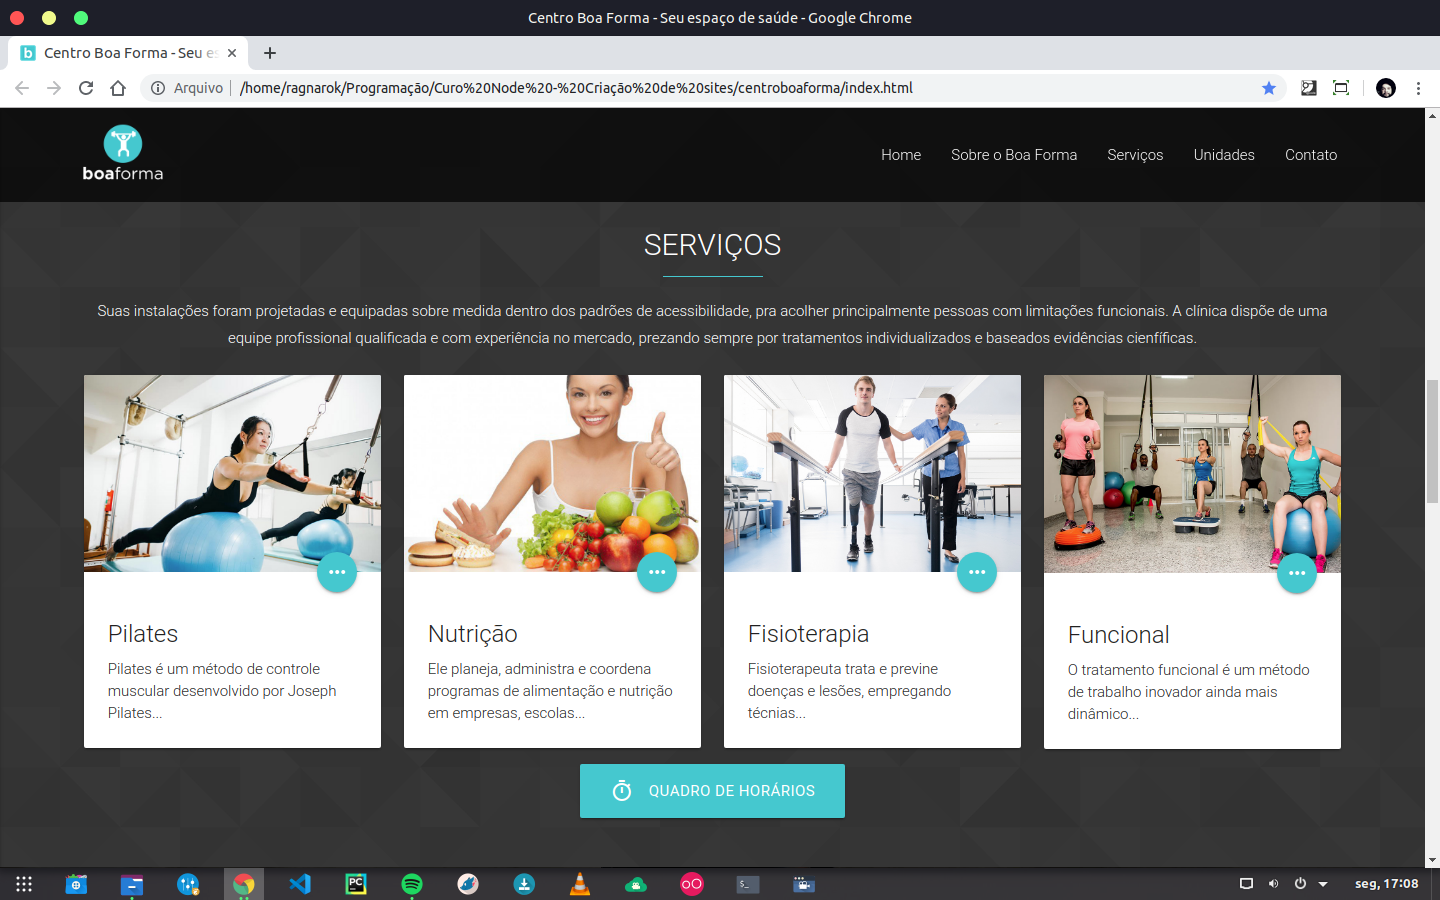 Centro Boa Forma - Seu espaço de saúde - Google Chrome
Centro Boa Forma - Seu es
Arquivo /home/ragnarok/Programação/Curo%20Node%20-%20Criação%20de%20sites/centroboaforma/index.html
boaforma
Home Sobre o Boa Forma Serviços Unidades Contato
SERVIÇOS
Suas instalações foram projetadas e equipadas sobre medida dentro dos padrões de acessibilidade, pra acolher principalmente pessoas com limitações funcionais. A clínica dispõe de uma
equipe profissional qualificada e com experiência no mercado, prezando sempre por tratamentos individualizados e baseados evidências cienfíficas.
Pilates
Pilates é um método de controle
muscular desenvolvido por Joseph
Pilates...
Nutrição
Ele planeja, administra e coordena
programas de alimentação e nutrição
em empresas, escolas...
Fisioterapia
Fisioterapeuta trata e previne
doenças e lesões, empregando
técnias...
Funcional
O tratamento funcional é um método
de trabalho inovador ainda mais
dinâmico...
QUADRO DE HORÁRIOS
seg, 17:08